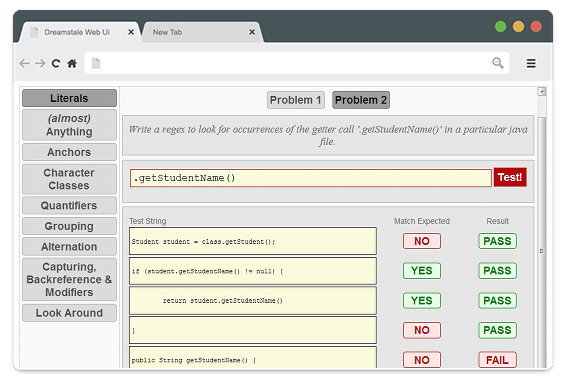 Dreamstale Web UI
New Tab
Literals
(almost)
Anything
Anchors
Character
Classes
Quantifiers
Grouping
Alternation
Capturing,
Backreference &
Modifiers
Look Around
Problem 1
Problem 2
Write a regex to look for occurrences of the getter call '.getStudentName()' in a particular java
file.
.getStudentName()
Test!
Test String
Match Expected
Result
Student student = class.getStudent();
NO
PASS
if (student.getStudentName() != null) {
YES
PASS
return student.getStudentName()
YES
PASS
}
NO
PASS
public String getStudentName() {
NO
FAIL